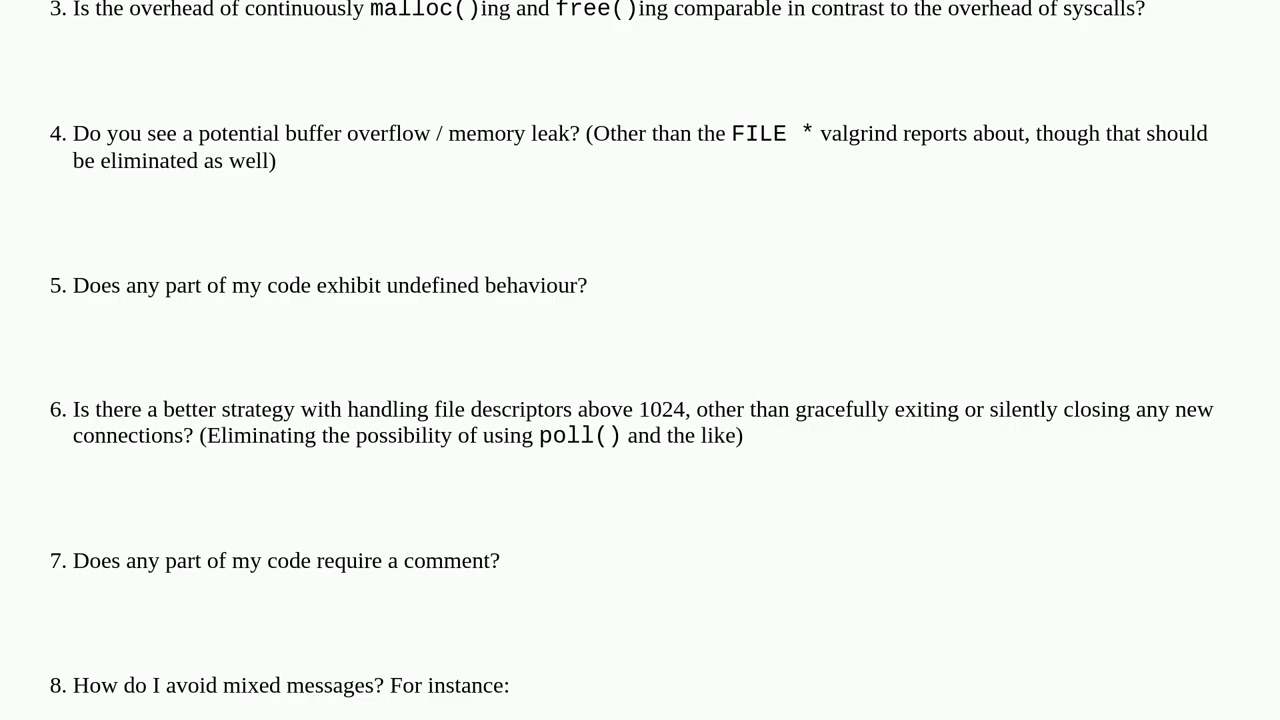 3. Is the overhead of continuously malloc()ing and free()ing comparable in contrast to the overhead of syscalls?
4. Do you see a potential buffer overflow / memory leak? (Other than the FILE * valgrind reports about, though that should
be eliminated as well)
5. Does any part of my code exhibit undefined behaviour?
6. Is there a better strategy with handling file descriptors above 1024, other than gracefully exiting or silently closing any new
connections? (Eliminating the possibility of using poll() and the like)
7. Does any part of my code require a comment?
8. How do I avoid mixed messages? For instance: